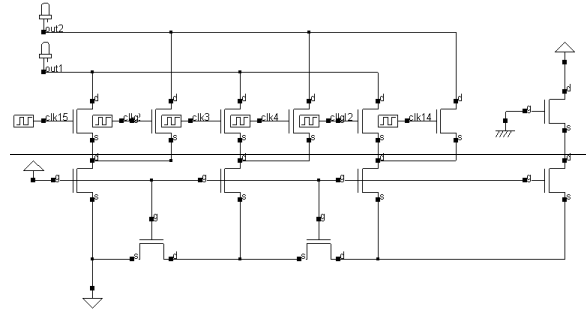 out2
out1
d d d d d d d
g
clk15 clk3 clk4 clk14
s s s s s s s
d d d d
g g g g
s s s s
g g
s d s d